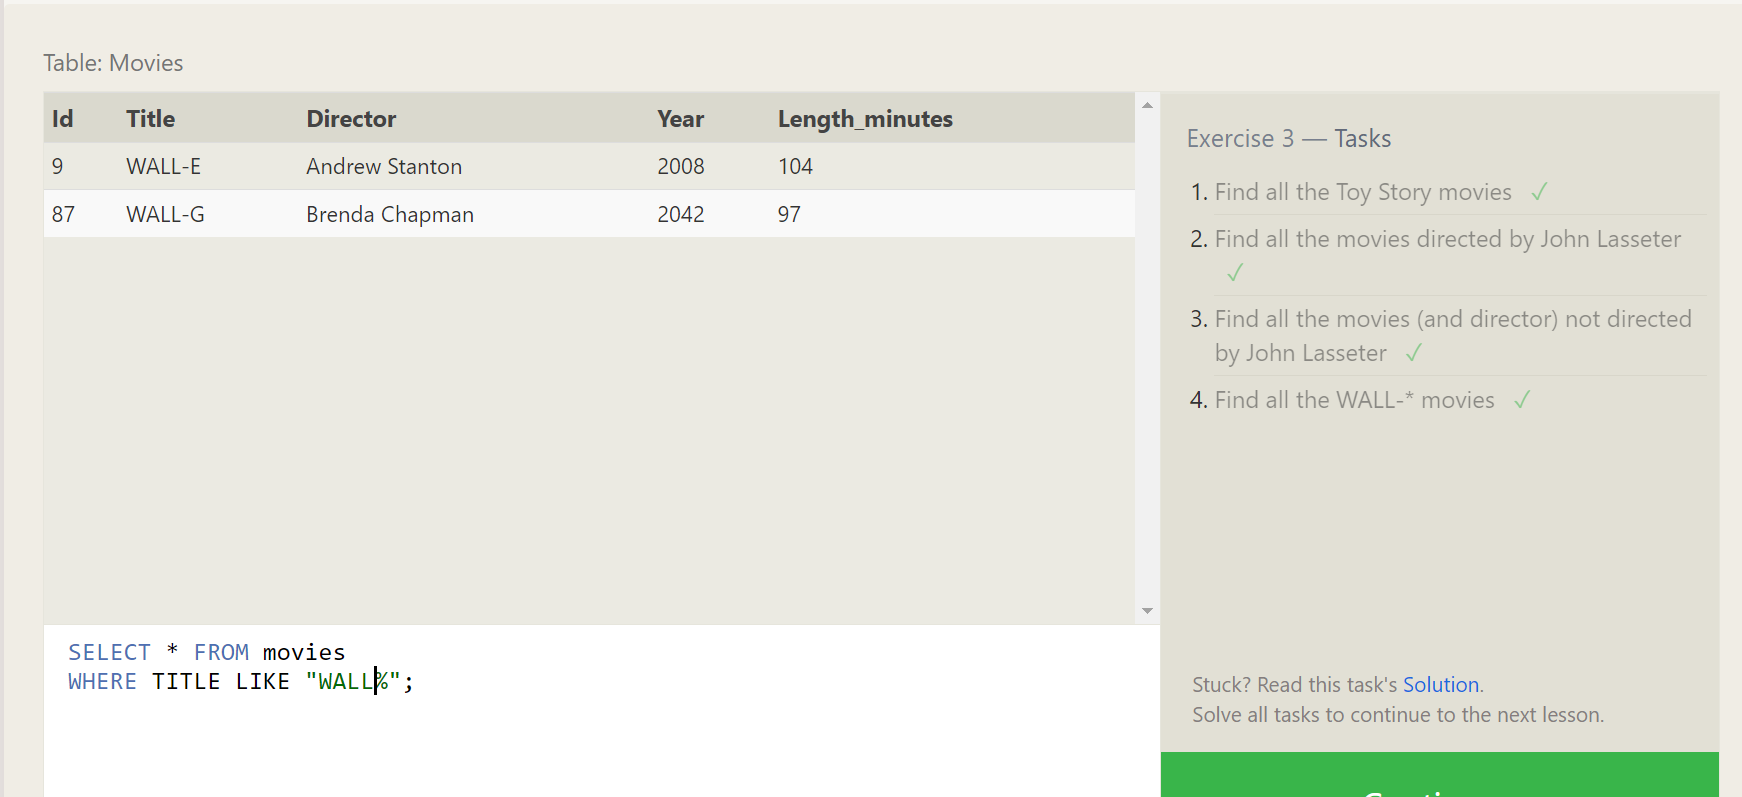 Table: Movies
Id Title Director Year Length_minutes
9 WALL-E Andrew Stanton 2008 104
87 WALL-G Brenda Chapman 2042 97
SELECT * FROM movies
WHERE TITLE LIKE "WALL%";
Exercise 3 — Tasks
1. Find all the Toy Story movies ✓
2. Find all the movies directed by John Lasseter
✓
3. Find all the movies (and director) not directed
by John Lasseter ✓
4. Find all the WALL-* movies ✓
Stuck? Read this task's Solution.
Solve all tasks to continue to the next lesson.